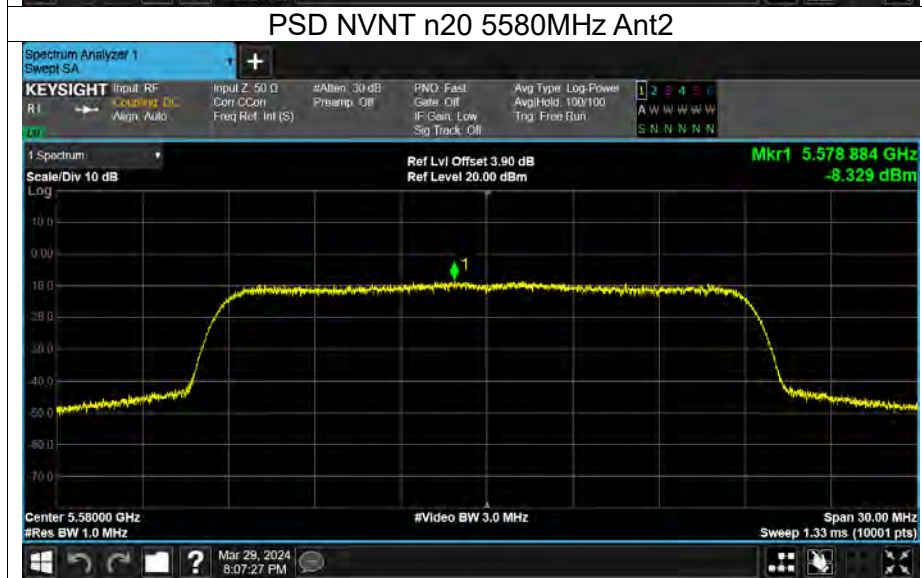 PSD NVNT n20 5580MHz Ant2
Spectrum Analyzer 1
Swept SA
+
KEYSIGHT Input: RF
R L
Coupling: DC
Align: Auto
Input Z: 50 Ω
Corr CCorr
Freq Ref: Int (S)
#Atten: 30 dB
Preamp: Off
PNO: Fast
Gate: Off
IF Gain: Low
Sig Track: Off
Avg Type: Log-Power
Avg|Hold: 100/100
Trig: Free Run
1 2 3 4 5 6
A W W W W W
S N N N N N
1 Spectrum
Scale/Div 10 dB
Log
Ref Lvl Offset 3.90 dB
Ref Level 20.00 dBm
Mkr1 5.578 884 GHz
-8.329 dBm
10.0
0.00
-10.0
-20.0
-30.0
-40.0
-50.0
-60.0
-70.0
1
Center 5.58000 GHz
#Res BW 1.0 MHz
#Video BW 3.0 MHz
Span 30.00 MHz
Sweep 1.33 ms (10001 pts)
?
Mar 29, 2024
8:07:27 PM